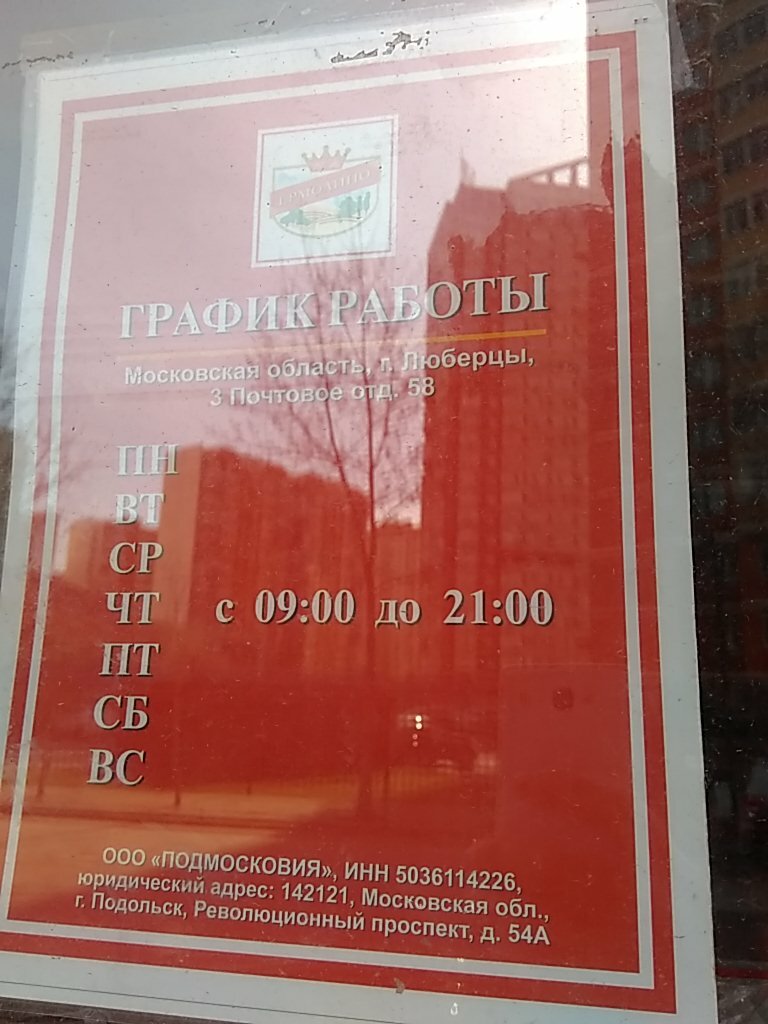 ЕРМОЛИНО
ГРАФИК РАБОТЫ
Московская область, г. Люберцы,
3 Почтовое отд. 58
ПН
ВТ
СР
ЧТ с 09:00 до 21:00
ПТ
СБ
ВС
ООО «ПОДМОСКОВИЯ», ИНН 5036114226,
юридический адрес: 142121, Московская обл.,
г. Подольск, Революционный проспект, д. 54А